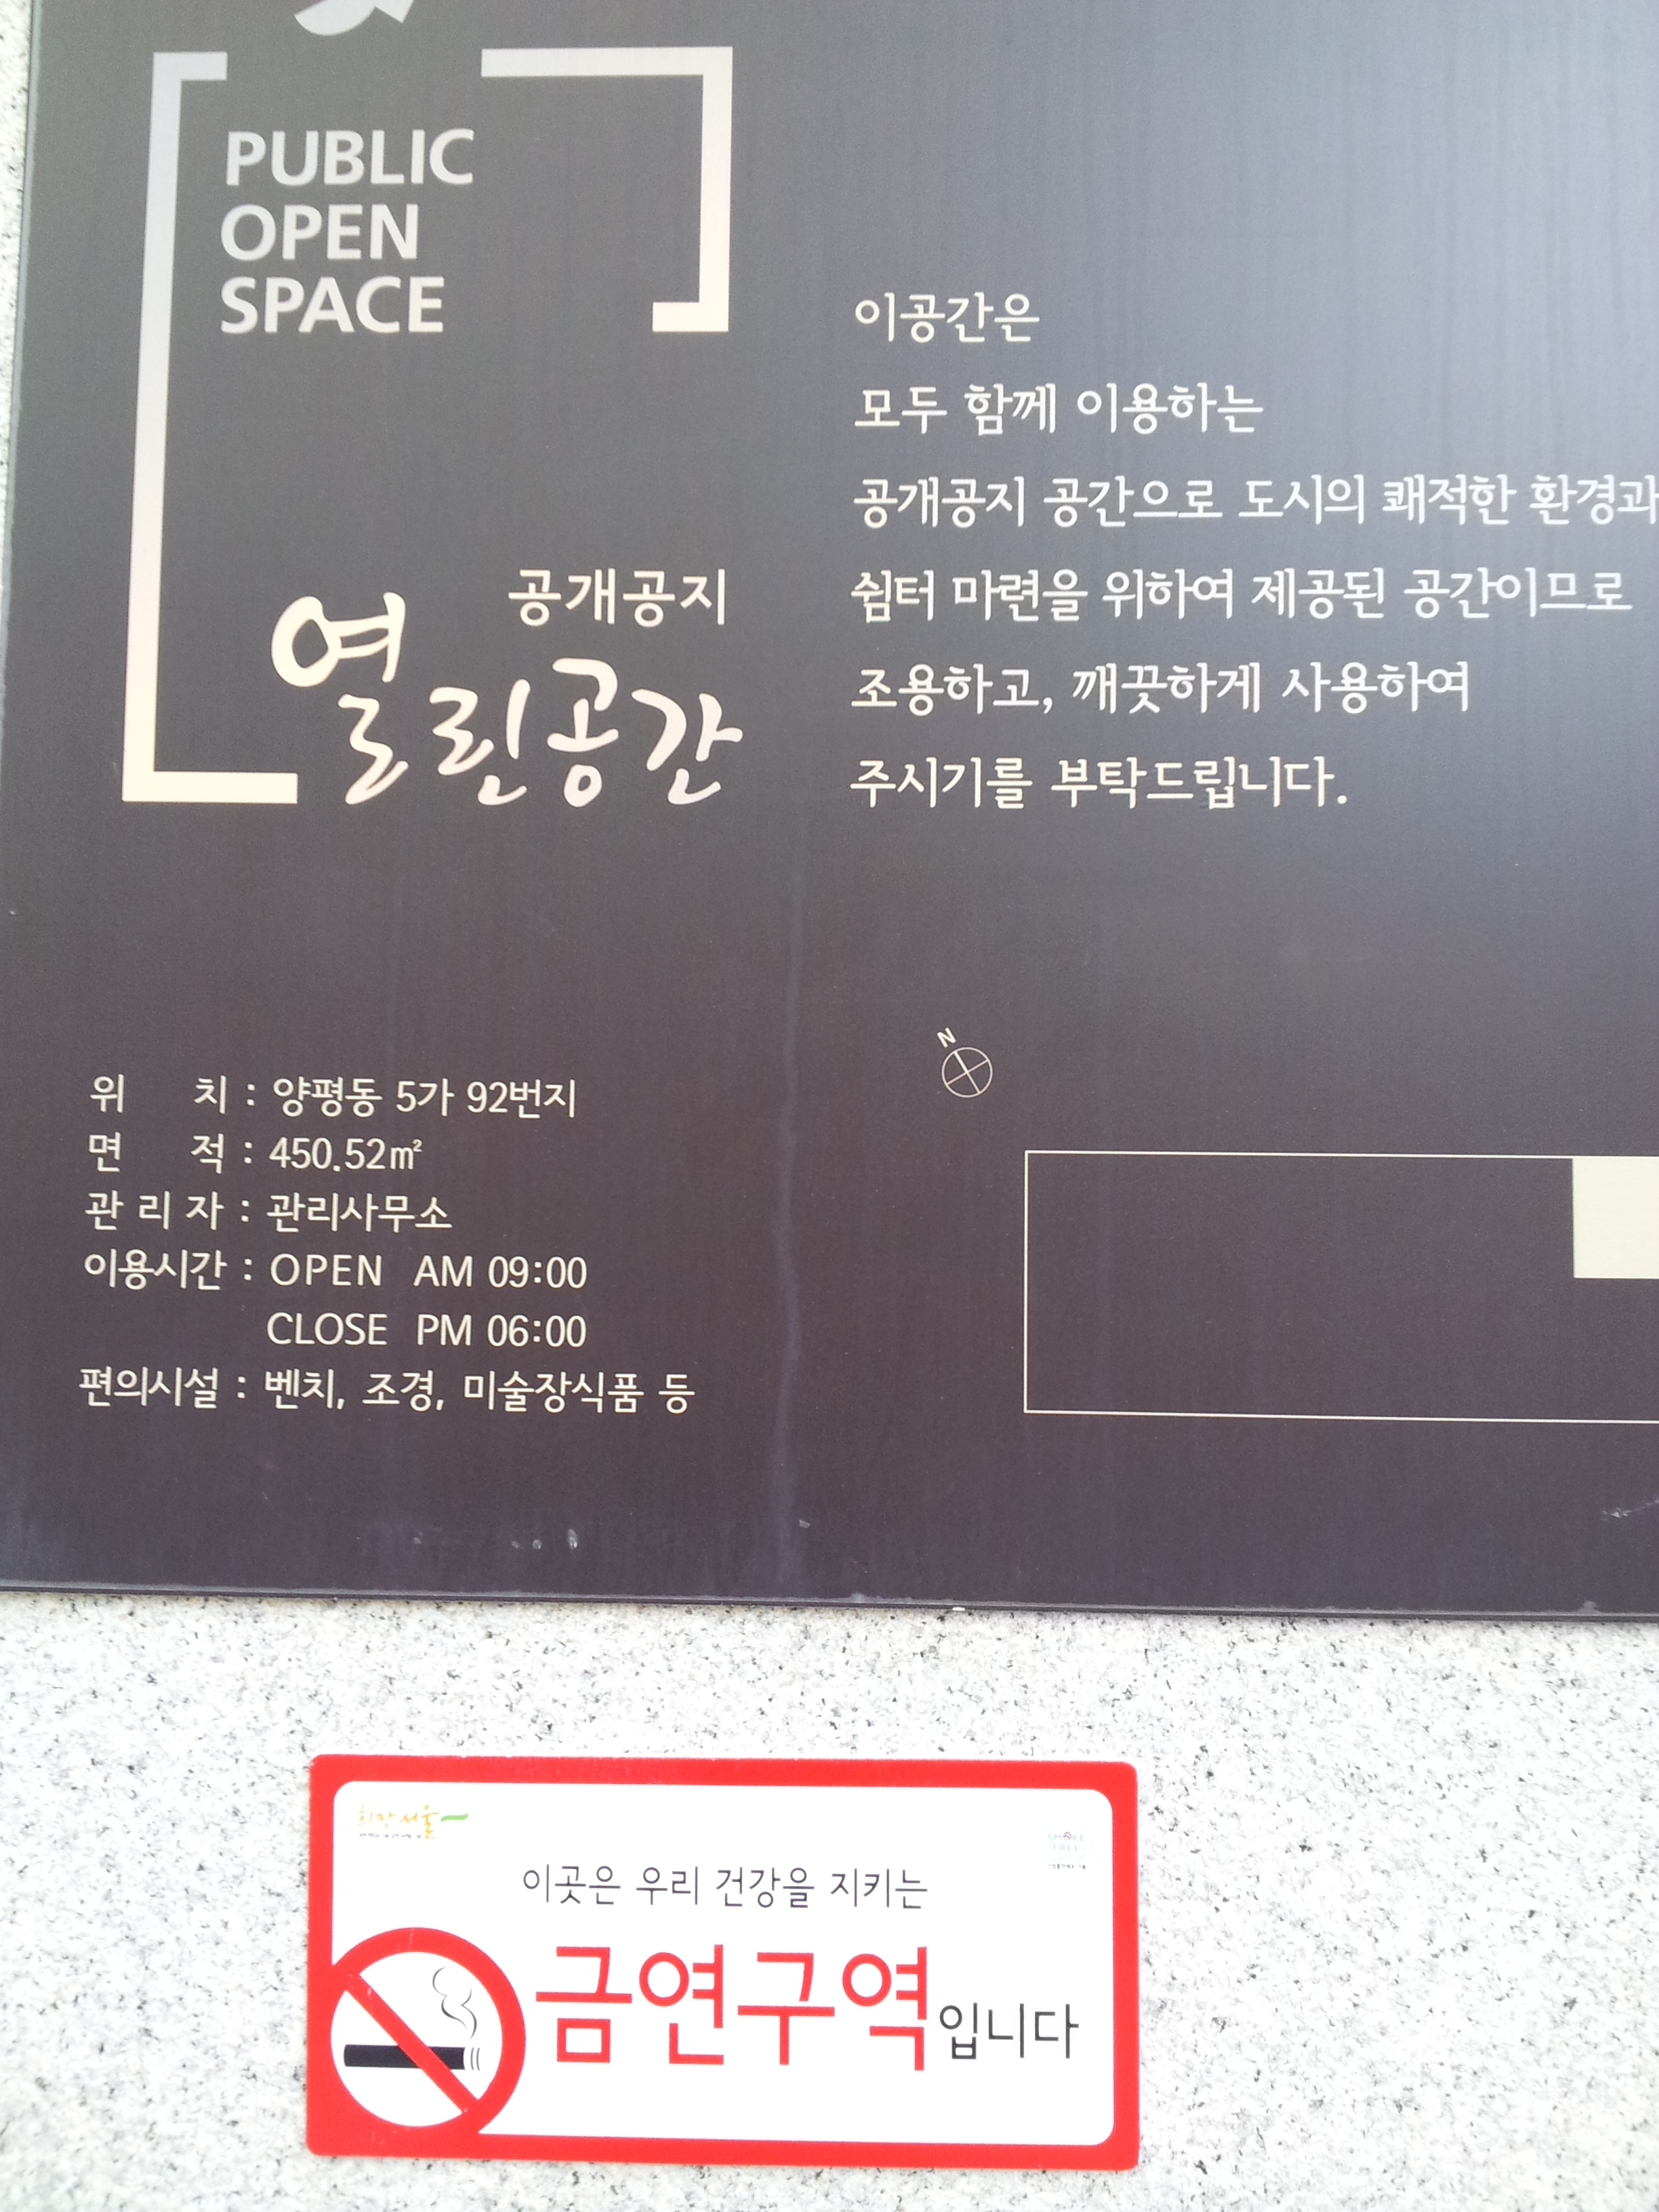 PUBLIC
OPEN
SPACE
공개공지
열린공간
이공간은
모두 함께 이용하는
공개공지 공간으로 도시의 쾌적한 환경과
쉼터 마련을 위하여 제공된 공간이므로
조용하고, 깨끗하게 사용하여
주시기를 부탁드립니다.
N
위 치 : 양평동 5가 92번지
면 적 : 450.52㎡
관 리 자 : 관리사무소
이용시간 : OPEN AM 09:00
CLOSE PM 06:00
편의시설 : 벤치, 조경, 미술장식품 등
희망서울
SMOKE
FREE
이곳은 우리 건강을 지키는
금연구역입니다